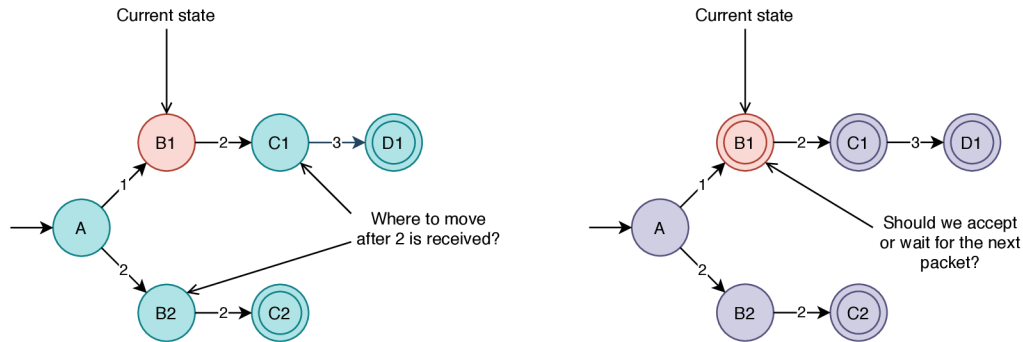 Current state
B1
2
C1
3
D1
1
A
Where to move
after 2 is received?
2
B2
2
C2
Current state
B1
2
C1
3
D1
1
A
Should we accept
or wait for the next
packet?
2
B2
2
C2